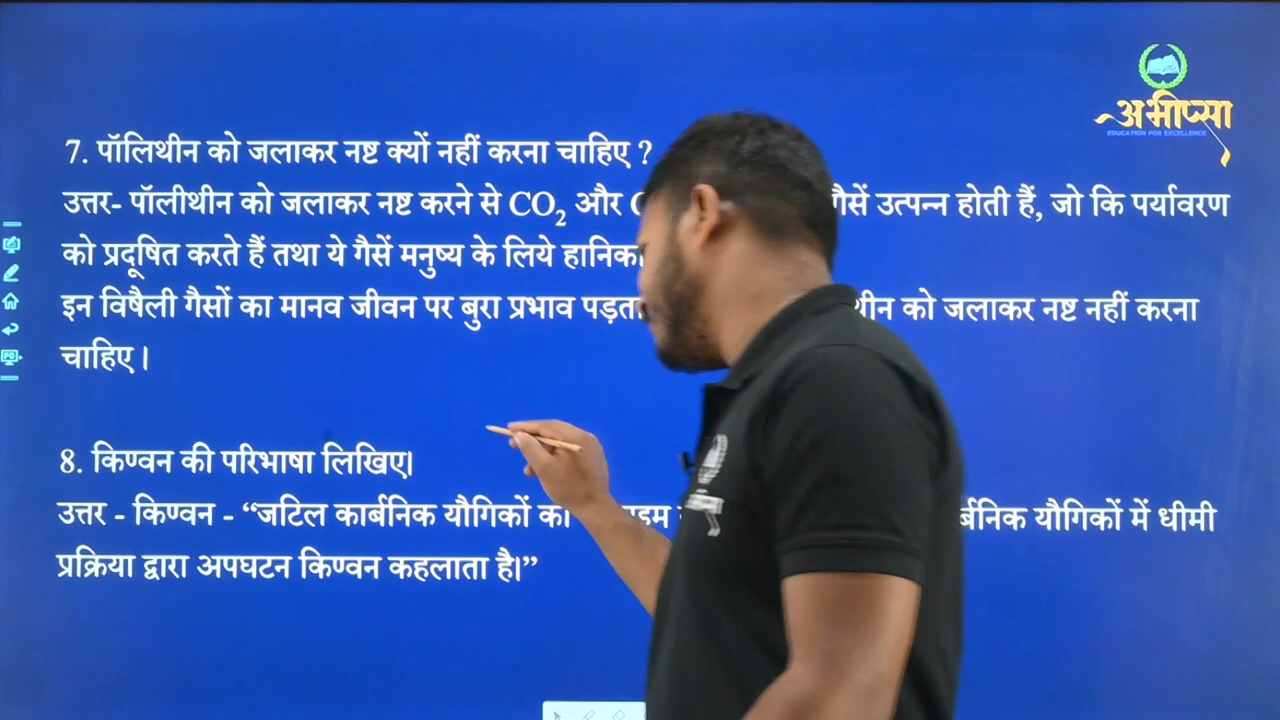 अभीप्सा
EDUCATION FOR EXCELLENCE
7. पॉलिथीन को जलाकर नष्ट क्यों नहीं करना चाहिए ?
उत्तर- पॉलीथीन को जलाकर नष्ट करने से CO₂ और गैसें उत्पन्न होती हैं, जो कि पर्यावरण
को प्रदूषित करते हैं तथा ये गैसें मनुष्य के लिये
इन विषैली गैसों का मानव जीवन पर बुरा प्रभाव को जलाकर नष्ट नहीं करना
चाहिए।
8. किण्वन की परिभाषा लिखिए।
उत्तर - किण्वन - “जटिल कार्बनिक यौगिकों का यौगिकों में धीमी
प्रक्रिया द्वारा अपघटन किण्वन कहलाता है।”